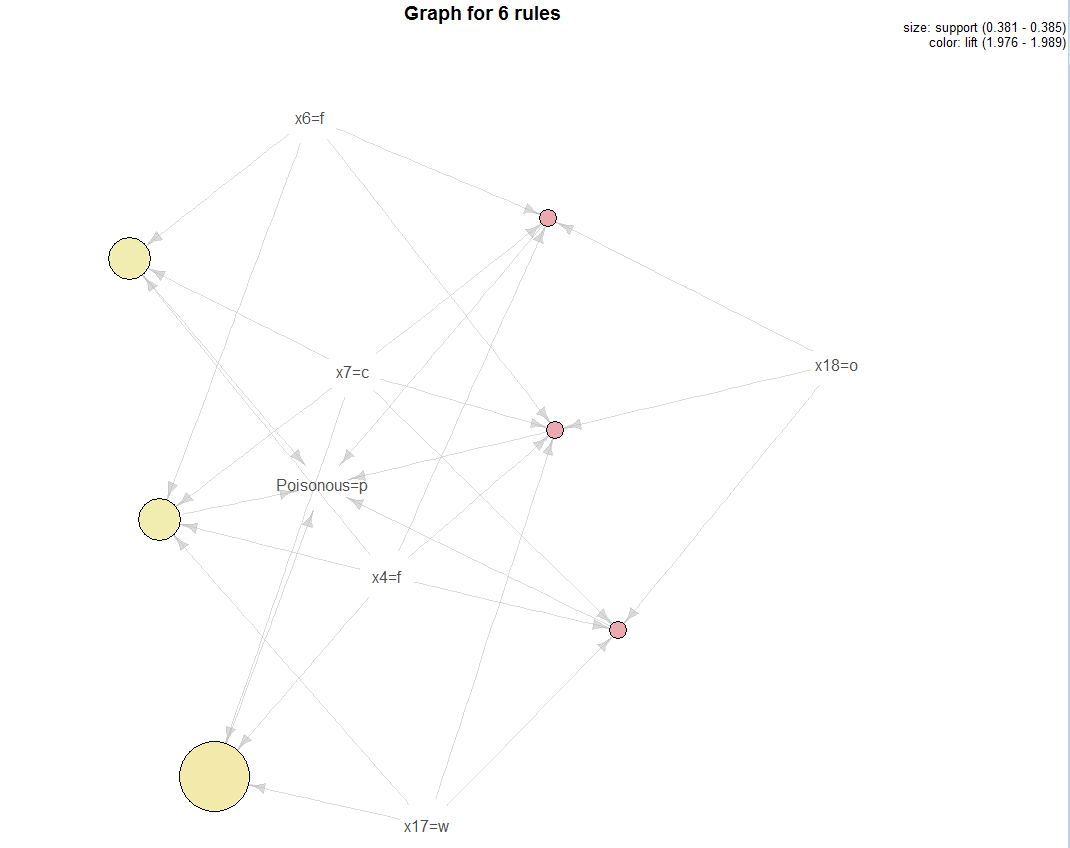 Graph for 6 rules
size: support (0.381 - 0.385)
color: lift (1.976 - 1.989)
x6=f
x18=o
x7=c
Poisonous=p
x4=f
x17=w